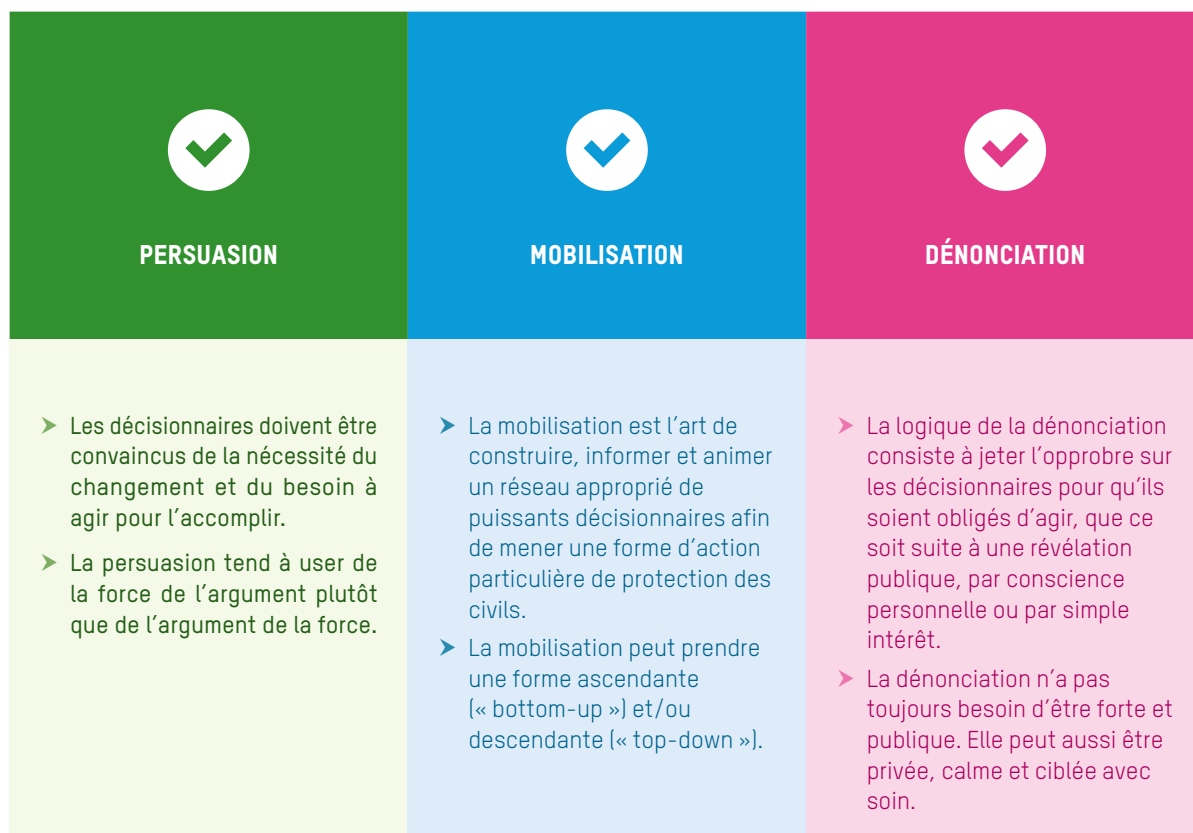 PERSUASION
Les décisionnaires doivent être
convaincus de la nécessité du
changement et du besoin à
agir pour l’accomplir.
La persuasion tend à user de
la force de l’argument plutôt
que de l’argument de la force.
MOBILISATION
La mobilisation est l’art de
construire, informer et animer
un réseau approprié de
puissants décisionnaires afin
de mener une forme d’action
particulière de protection des
civils.
La mobilisation peut prendre
une forme ascendante
(« bottom-up ») et/ou
descendante (« top-down »).
DÉNONCIATION
La logique de la dénonciation
consiste à jeter l’opprobre sur
les décisionnaires pour qu’ils
soient obligés d’agir, que ce
soit suite à une révélation
publique, par conscience
personnelle ou par simple
intérêt.
La dénonciation n’a pas
toujours besoin d’être forte et
publique. Elle peut aussi être
privée, calme et ciblée avec
soin.